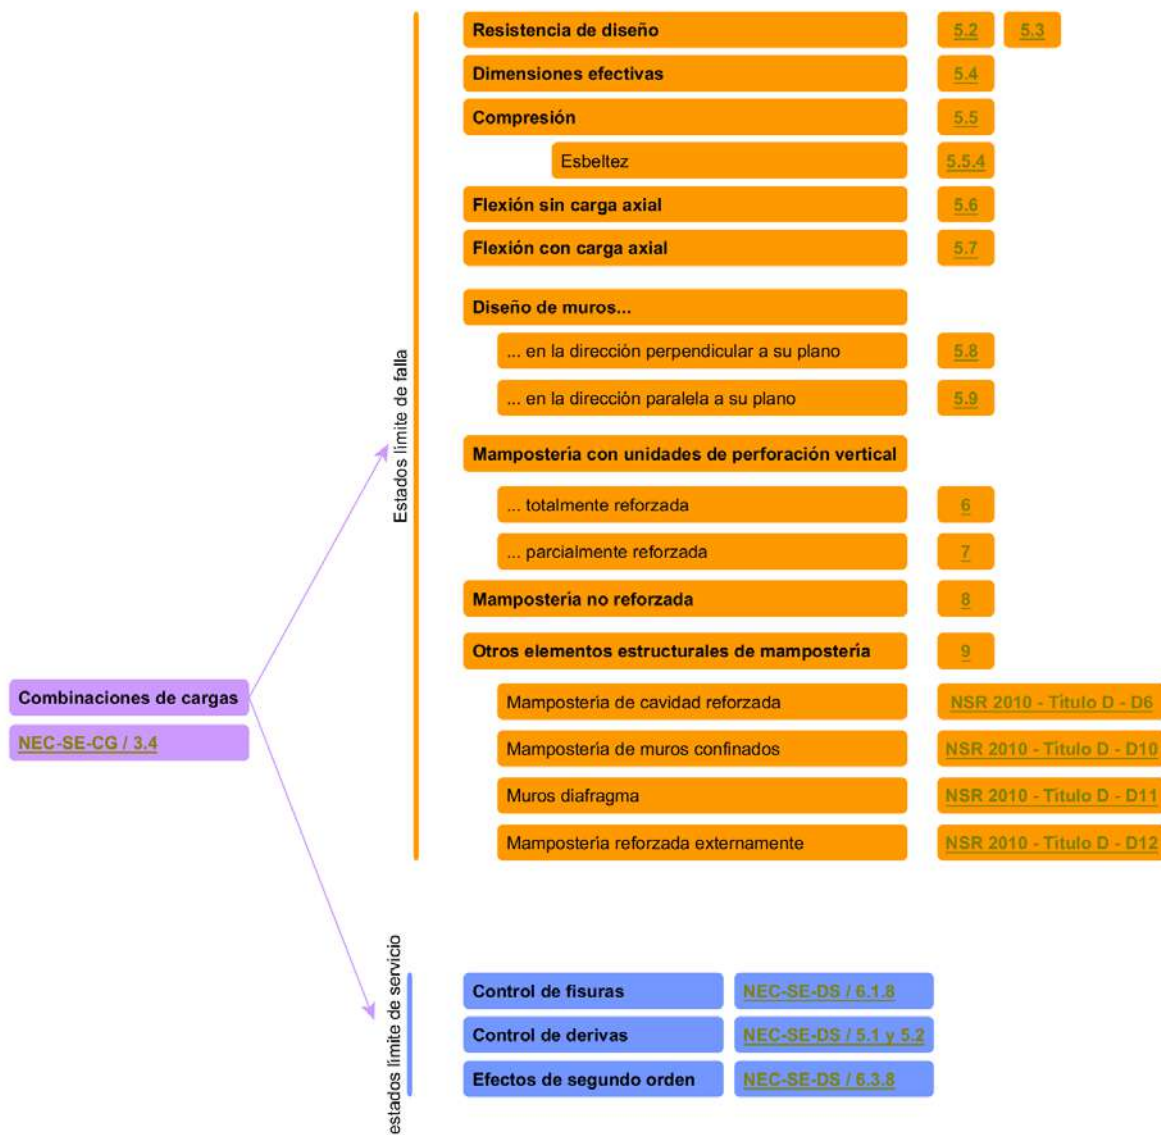 Resistencia de diseño 5.2 5.3
Dimensiones efectivas 5.4
Compresión 5.5
Esbeltez 5.5.4
Flexión sin carga axial 5.6
Flexión con carga axial 5.7
Diseño de muros...
... en la dirección perpendicular a su plano 5.8
... en la dirección paralela a su plano 5.9
Estados límite de falla
Mampostería con unidades de perforación vertical
... totalmente reforzada 6
... parcialmente reforzada 7
Mampostería no reforzada 8
Otros elementos estructurales de mampostería 9
Combinaciones de cargas
NEC-SE-CG / 3.4
Mampostería de cavidad reforzada NSR 2010 - Título D - D6
Mampostería de muros confinados NSR 2010 - Título D - D10
Muros diafragma NSR 2010 - Título D - D11
Mampostería reforzada externamente NSR 2010 - Título D - D12
estados límite de servicio
Control de fisuras NEC-SE-DS / 6.1.8
Control de derivas NEC-SE-DS / 5.1 y 5.2
Efectos de segundo orden NEC-SE-DS / 6.3.8